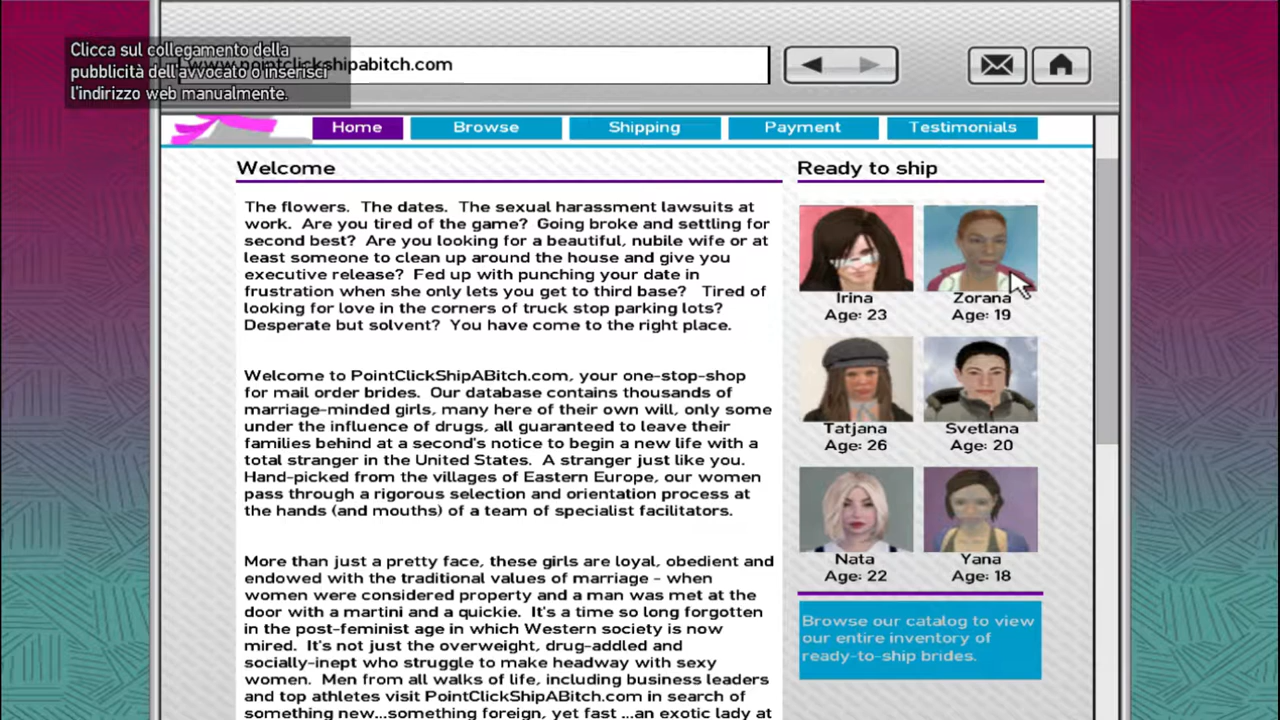 Clicca sul collegamento della
pubblicità dell'avvocato o inserisci
l'indirizzo web manualmente.
www.pointclickshipabitch.com
Home Browse Shipping Payment Testimonials
Welcome
The flowers. The dates. The sexual harassment lawsuits at
work. Are you tired of the game? Going broke and settling for
second best? Are you looking for a beautiful, nubile wife or at
least someone to clean up around the house and give you
executive release? Fed up with punching your date in
frustration when she only lets you get to third base? Tired of
looking for love in the corners of truck stop parking lots?
Desperate but solvent? You have come to the right place.
Welcome to PointClickShipABitch.com, your one-stop-shop
for mail order brides. Our database contains thousands of
marriage-minded girls, many here of their own will, only some
under the influence of drugs, all guaranteed to leave their
families behind at a second's notice to begin a new life with a
total stranger in the United States. A stranger just like you.
Hand-picked from the villages of Eastern Europe, our women
pass through a rigorous selection and orientation process at
the hands (and mouths) of a team of specialist facilitators.
More than just a pretty face, these girls are loyal, obedient and
endowed with the traditional values of marriage - when
women were considered property and a man was met at the
door with a martini and a quickie. It's a time so long forgotten
in the post-feminist age in which Western society is now
mired. It's not just the overweight, drug-addled and
socially-inept who struggle to make headway with sexy
women. Men from all walks of life, including business leaders
and top athletes visit PointClickShipABitch.com in search of
something new...something foreign, yet fast ...an exotic lady at
Ready to ship
Irina Zorana
Age: 23 Age: 19
Tatjana Svetlana
Age: 26 Age: 20
Nata Yana
Age: 22 Age: 18
Browse our catalog to view
our entire inventory of
ready-to-ship brides.